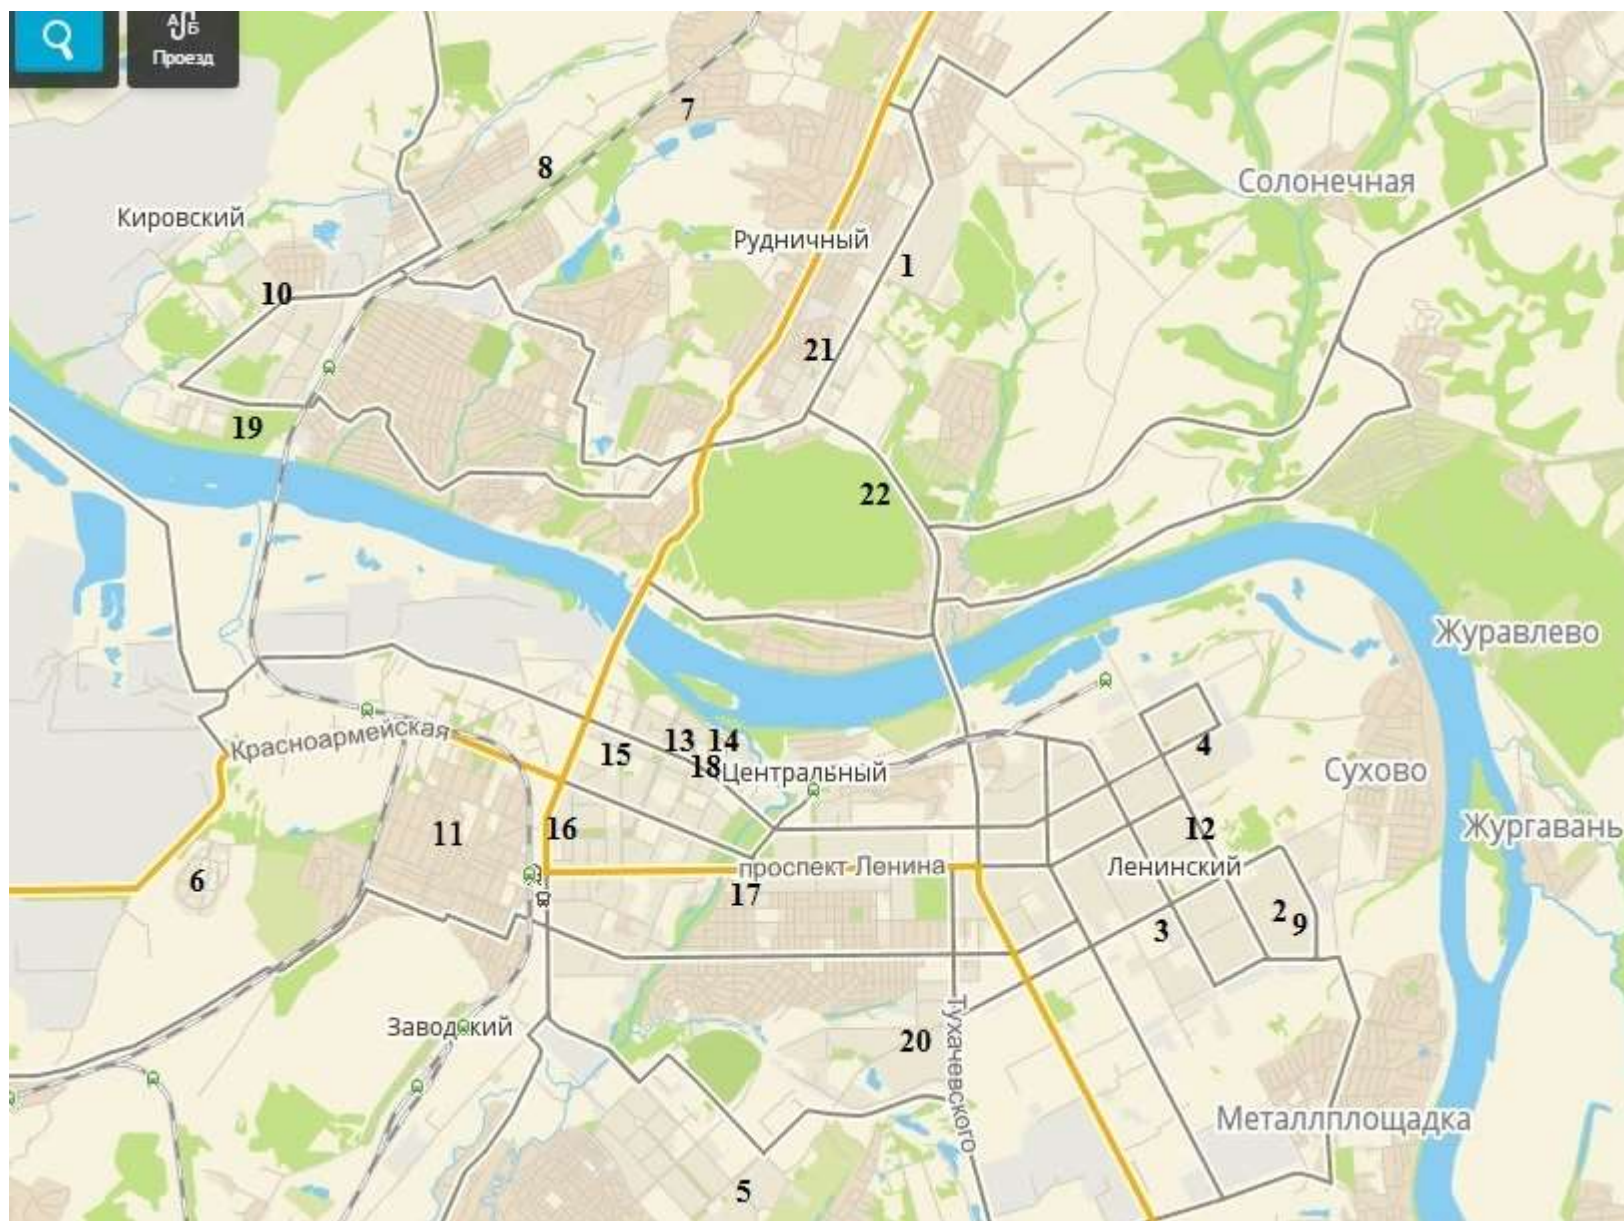 А Б
Проезд
7
8
Солонечная
Кировский
Рудничный
1
10
21
19
22
Журавлево
Красноармейская
13
14
15
4
18
Центральный
Сухово
11
16
12
Жургавань
проспект Ленина
Ленинский
6
17
2
9
3
Заводский
20
Тухачевского
Металлплощадка
5